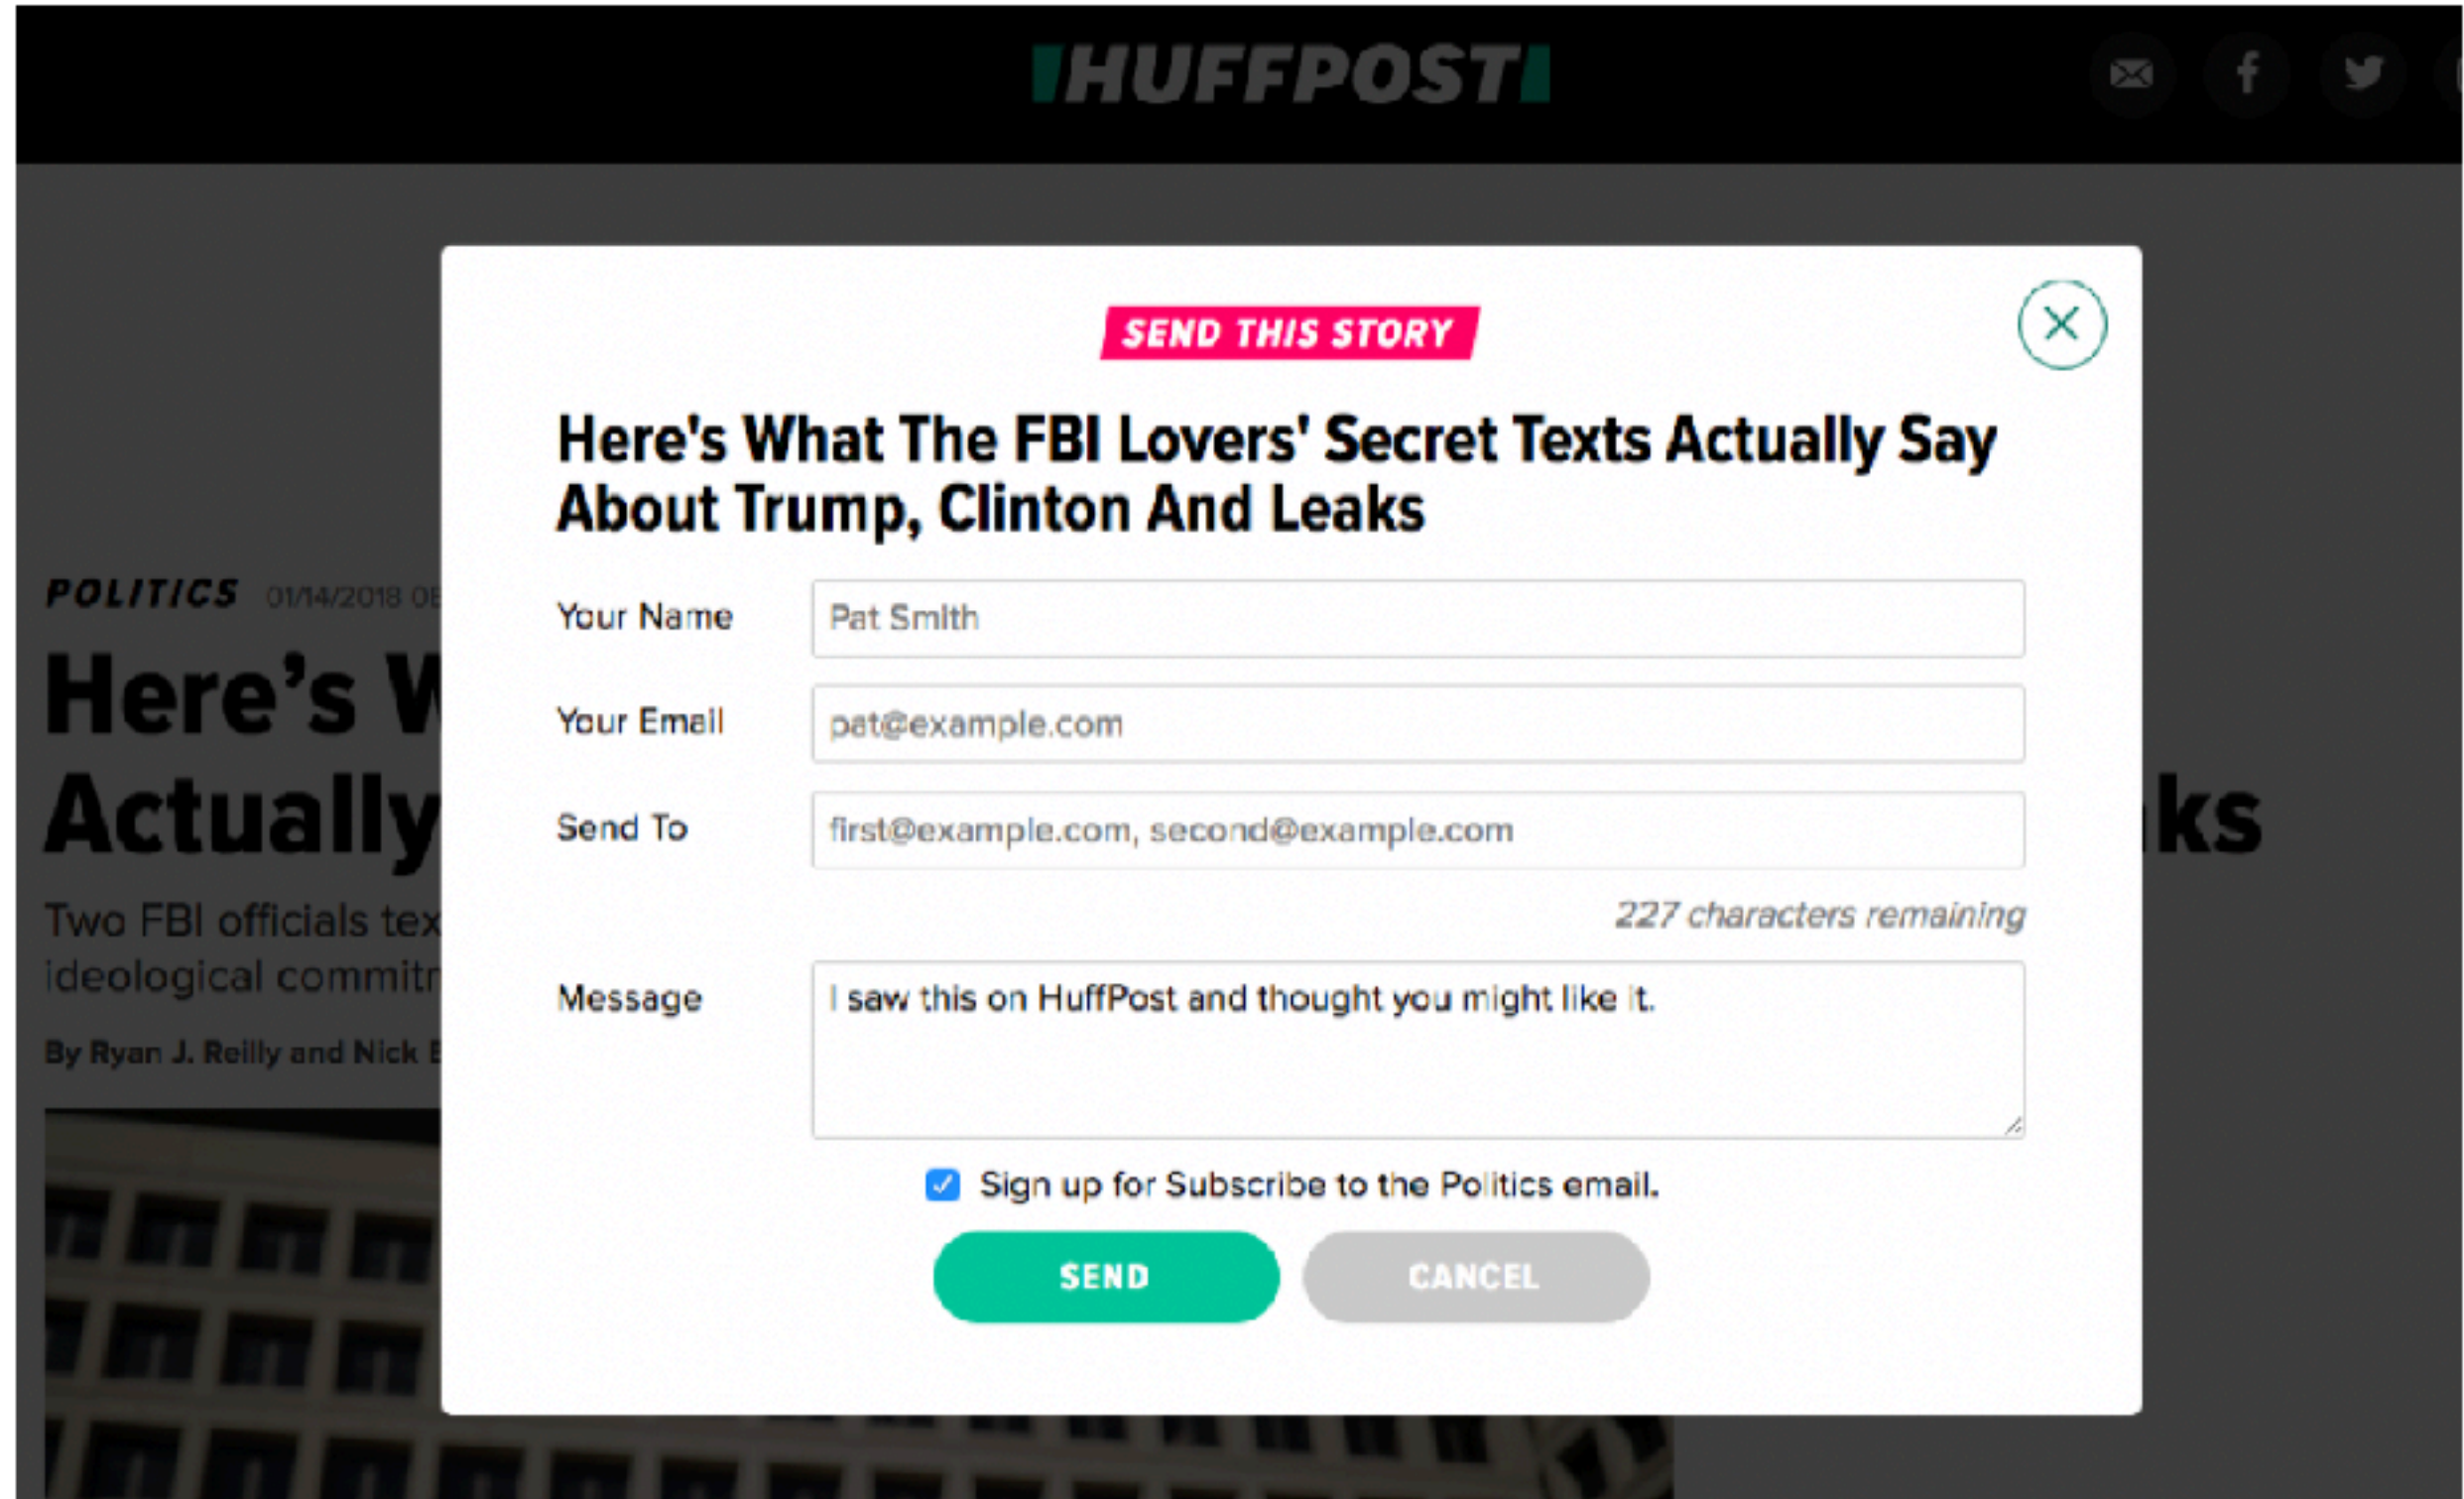 HUFFPOST
SEND THIS STORY
Here's What The FBI Lovers' Secret Texts Actually Say
About Trump, Clinton And Leaks
Your Name Pat Smith
Your Email pat@example.com
Send To first@example.com, second@example.com
227 characters remaining
Message I saw this on HuffPost and thought you might like it.
Sign up for Subscribe to the Politics email.
SEND CANCEL
POLITICS 01/14/2018
Here's
Actually
Two FBI officials
ideological
By Ryan J. Reilly and Nick